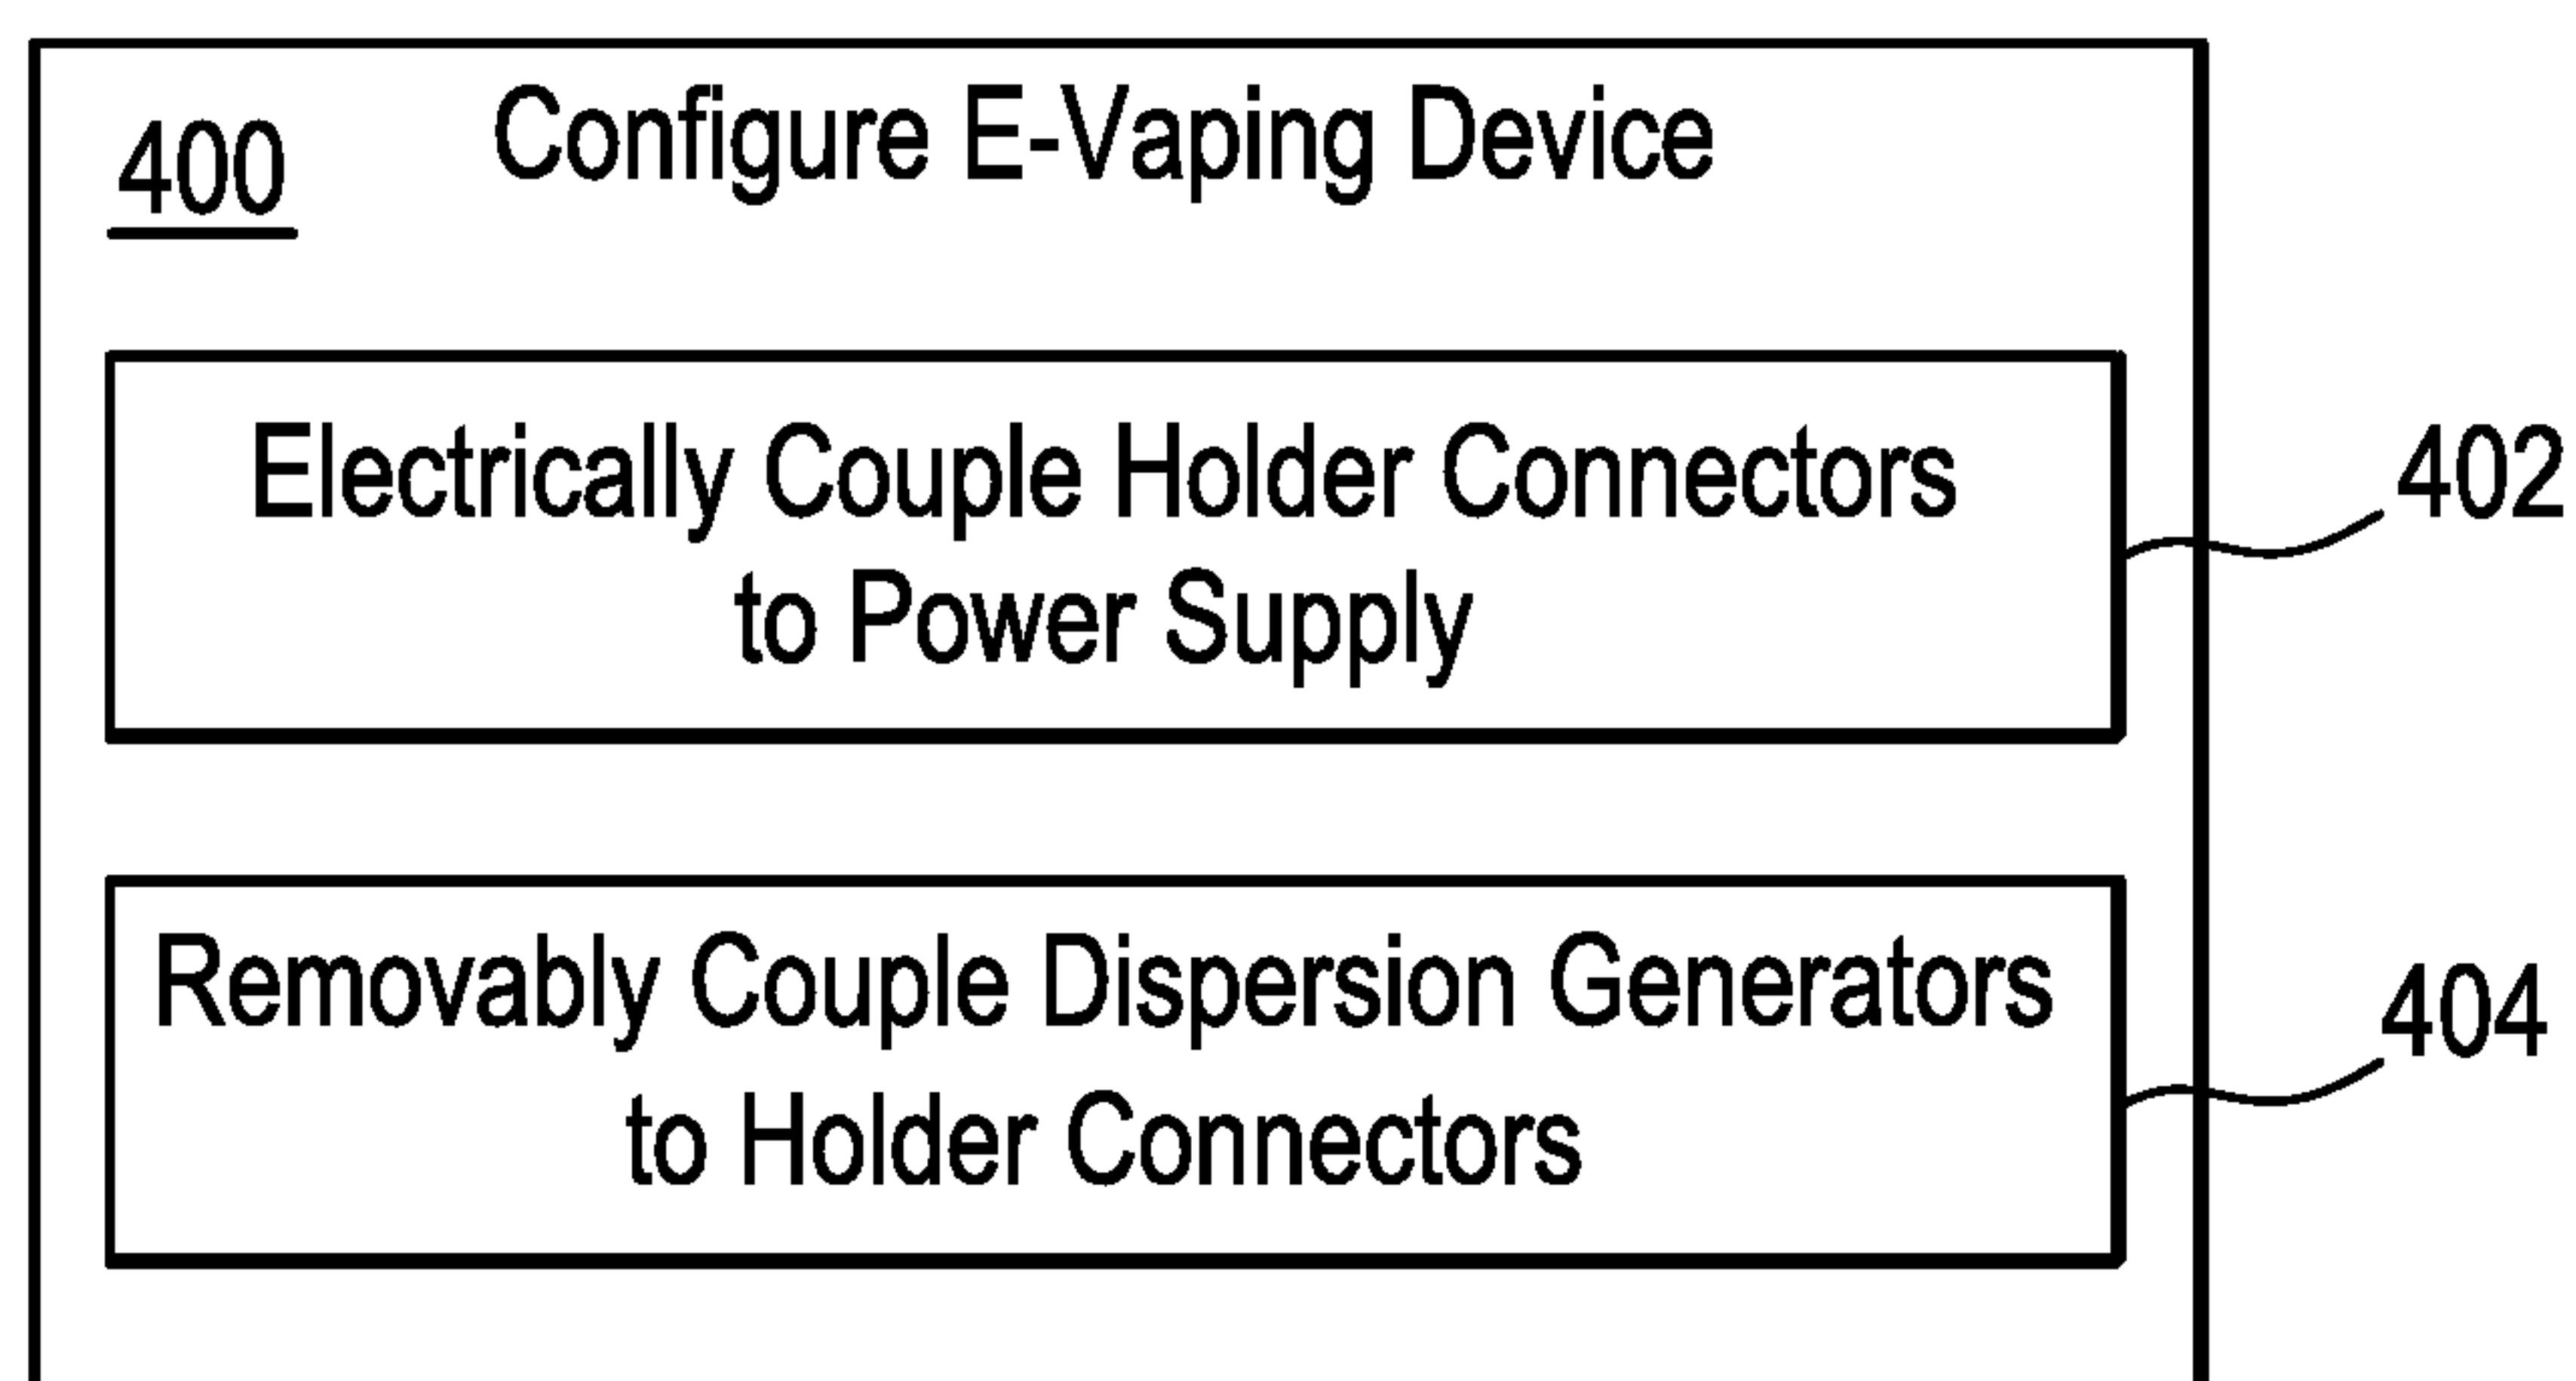 400
Configure E-Vaping Device
Electrically Couple Holder Connectors
to Power Supply
402
Removably Couple Dispersion Generators
to Holder Connectors
404